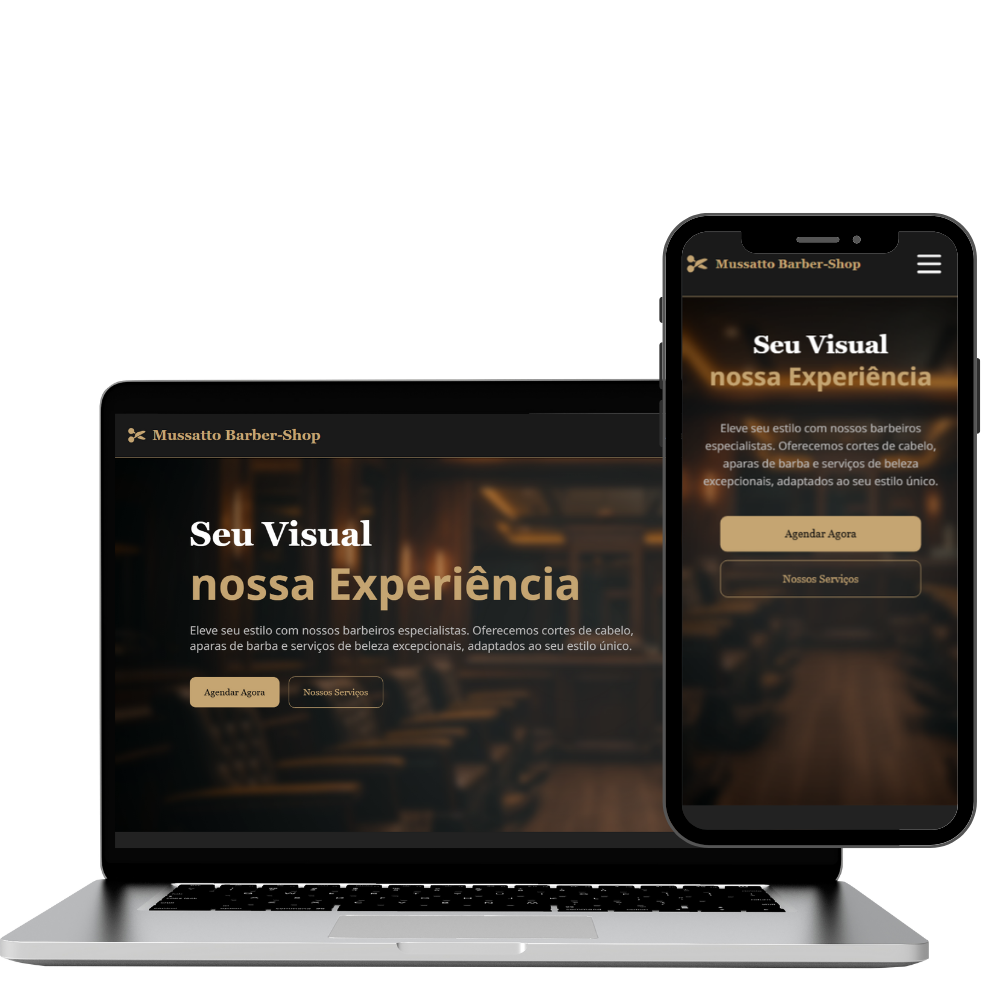 Mussatto Barber-Shop
Seu Visual
nossa Experiência
Eleve seu estilo com nossos barbeiros especialistas. Oferecemos cortes de cabelo,
aparas de barba e serviços de beleza excepcionais, adaptados ao seu estilo único.
Agendar Agora
Nossos Serviços
Mussatto Barber-Shop
Seu Visual
nossa Experiência
Eleve seu estilo com nossos barbeiros
especialistas. Oferecemos cortes de cabelo,
aparas de barba e serviços de beleza
excepcionais, adaptados ao seu estilo único.
Agendar Agora
Nossos Serviços